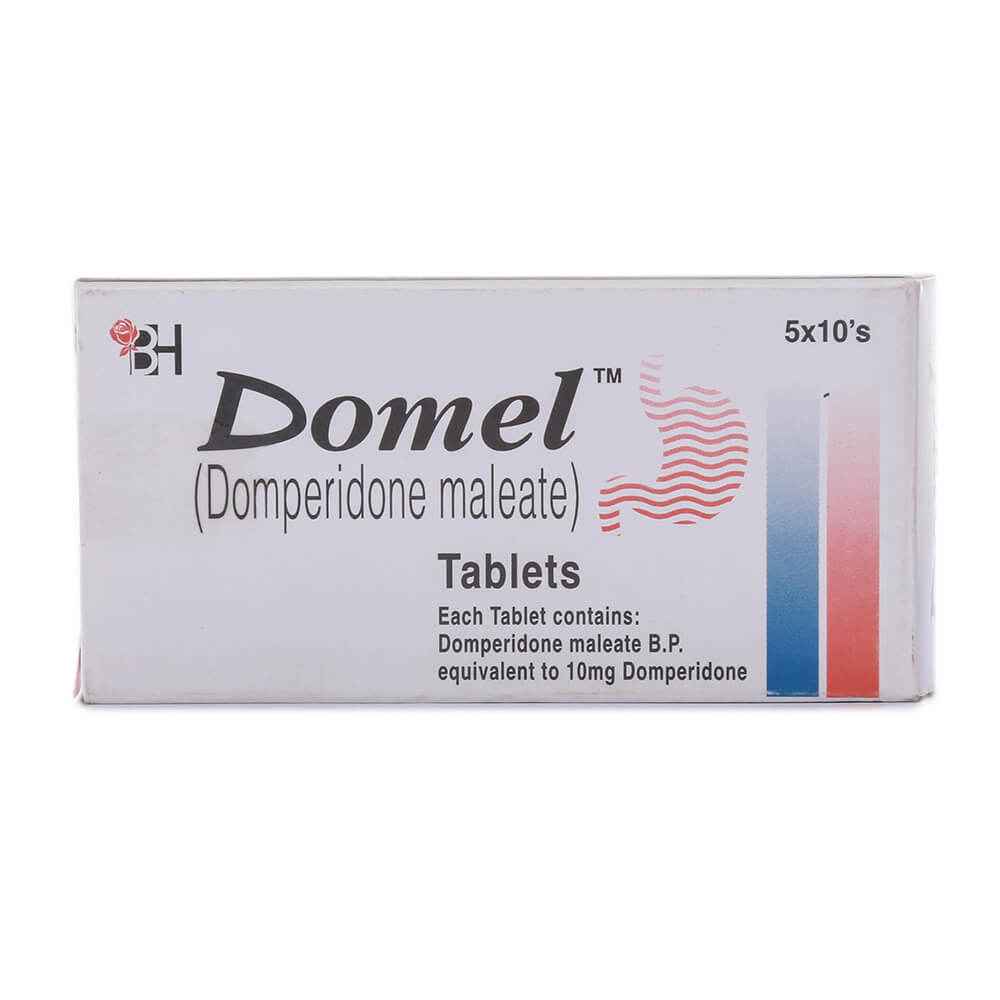 BH
5x10's
Domel™
(Domperidone maleate)
Tablets
Each Tablet contains:
Domperidone maleate B.P.
equivalent to 10mg Domperidone